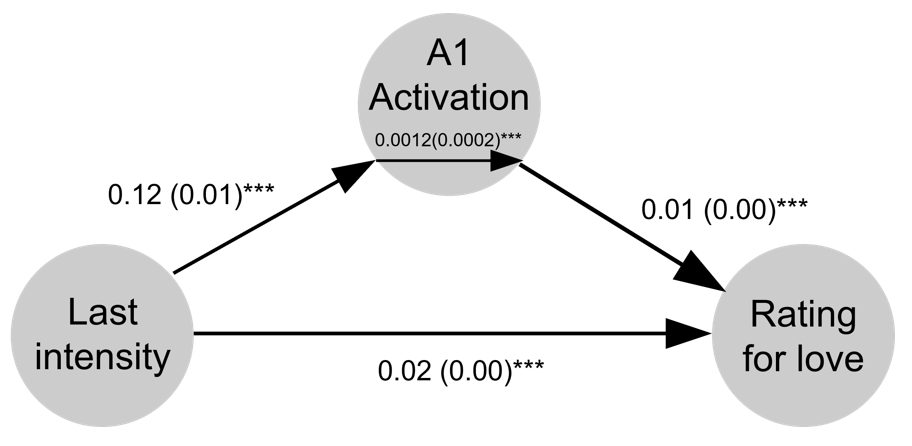 A1
Activation
0.0012(0.0002)***
0.12 (0.01)***
0.01 (0.00)***
Last
intensity
Rating
for love
0.02 (0.00)***